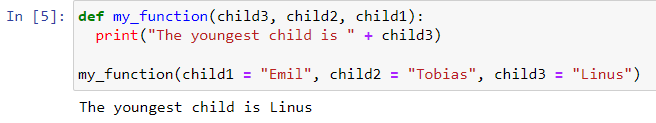 In [5]: def my_function(child3, child2, child1):
  print("The youngest child is " + child3)
my_function(child1 = "Emil", child2 = "Tobias", child3 = "Linus")
The youngest child is Linus